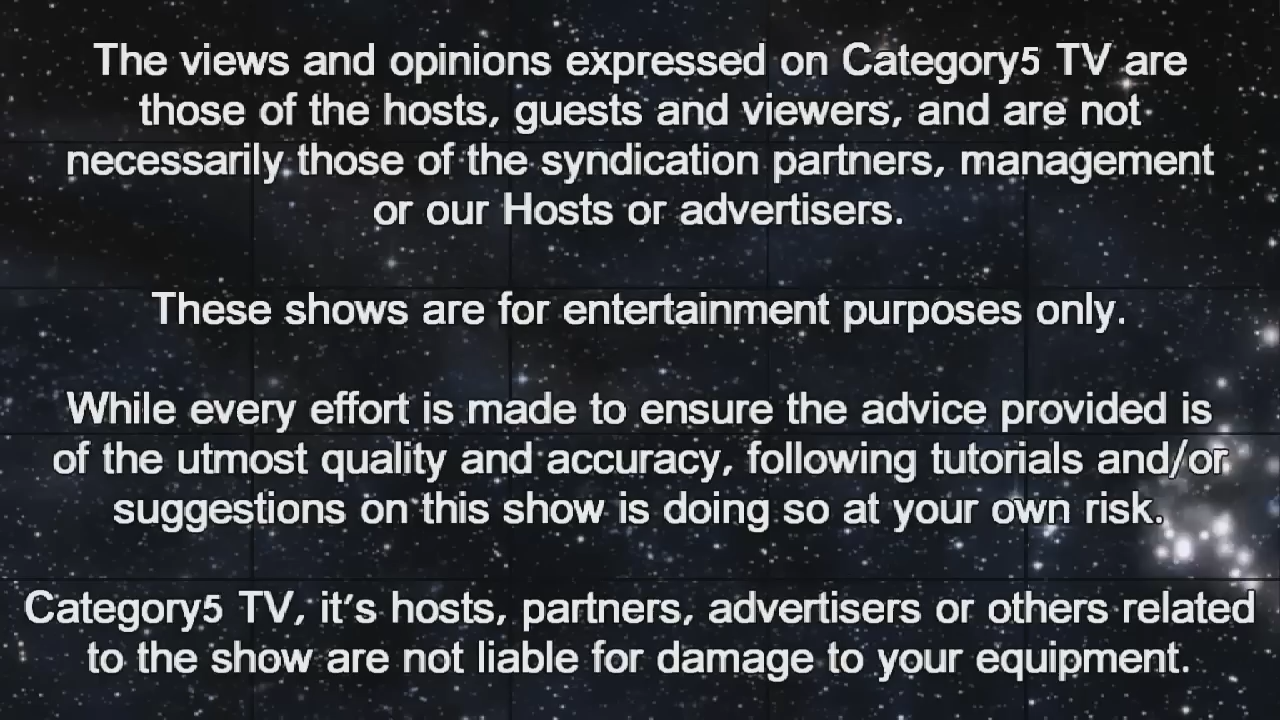 The views and opinions expressed on Category5 TV are
those of the hosts, guests and viewers, and are not
necessarily those of the syndication partners, management
or our Hosts or advertisers.
These shows are for entertainment purposes only.
While every effort is made to ensure the advice provided is
of the utmost quality and accuracy, following tutorials and/or
suggestions on this show is doing so at your own risk.
Category5 TV, it’s hosts, partners, advertisers or others related
to the show are not liable for damage to your equipment.